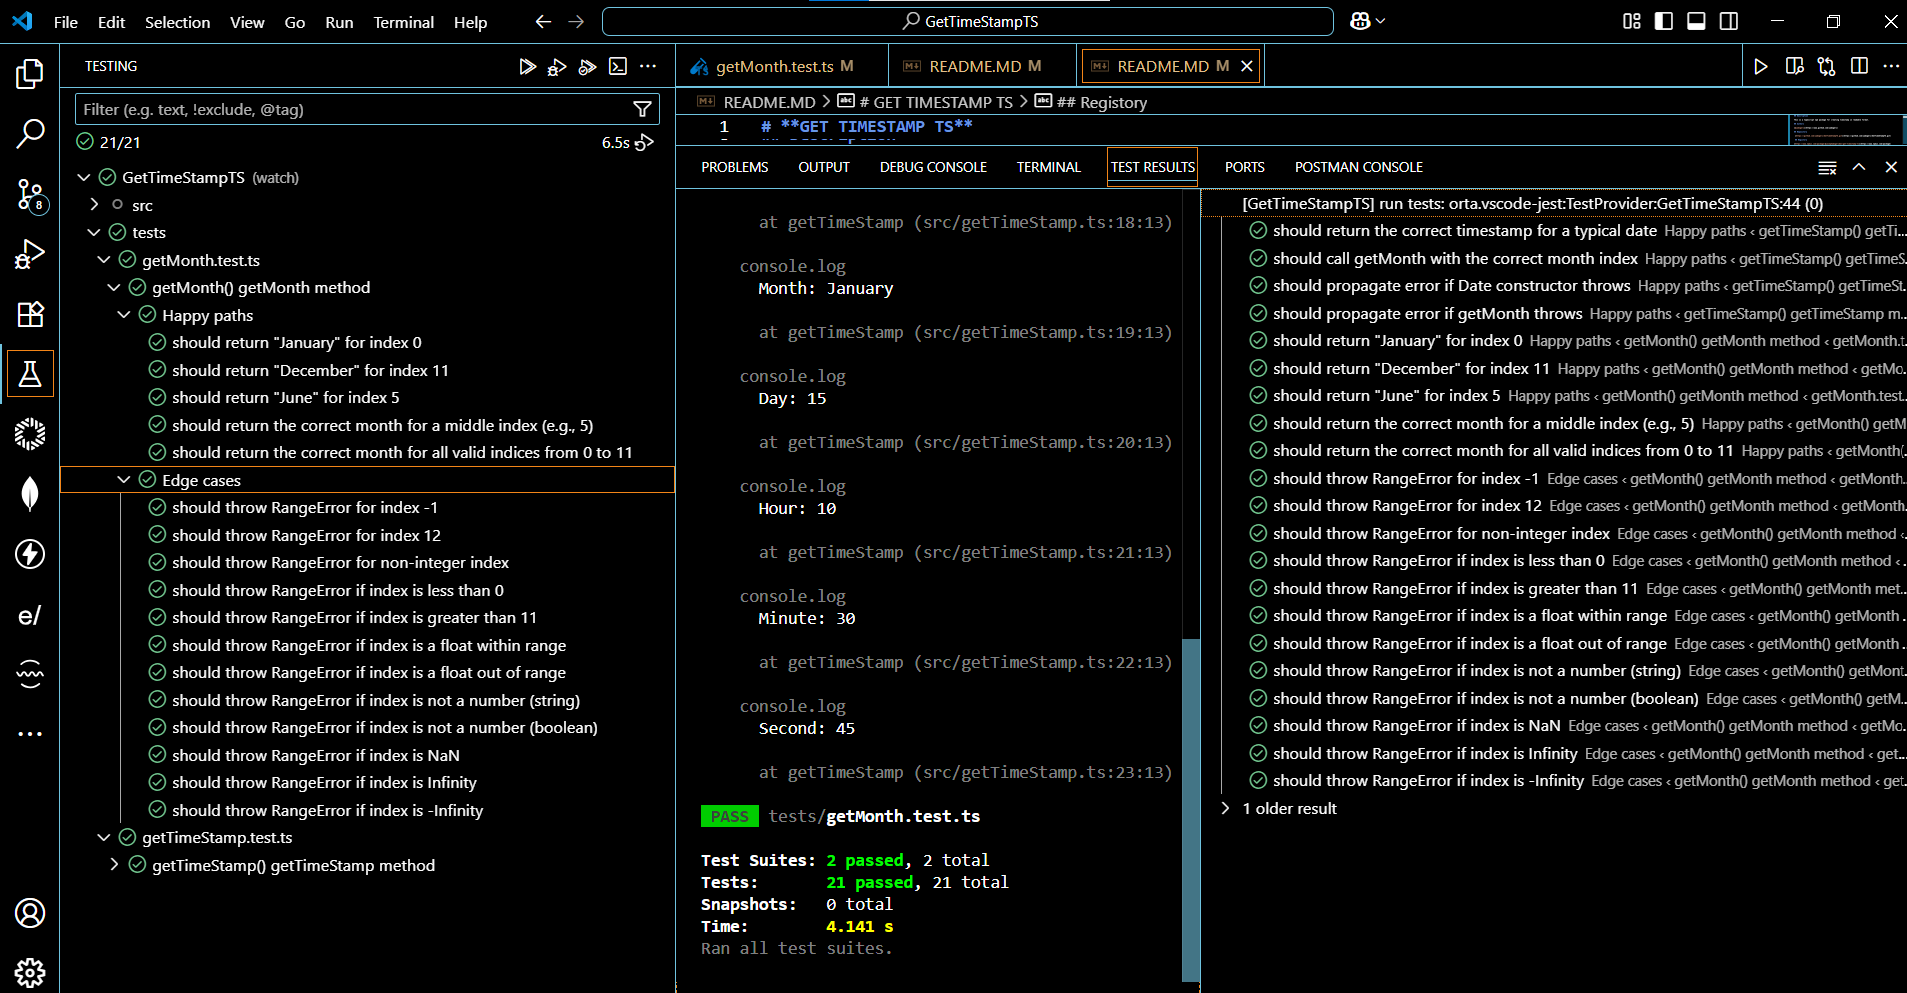 File Edit Selection View Go Run Terminal Help
GetTimeStampTS
TESTING
Filter (e.g. text, !exclude, @tag)
21/21
6.5s
GetTimeStampTS (watch)
src
tests
getMonth.test.ts
getMonth() getMonth method
Happy paths
should return "January" for index 0
should return "December" for index 11
should return "June" for index 5
should return the correct month for a middle index (e.g., 5)
should return the correct month for all valid indices from 0 to 11
Edge cases
should throw RangeError for index -1
should throw RangeError for index 12
should throw RangeError for non-integer index
should throw RangeError if index is less than 0
should throw RangeError if index is greater than 11
should throw RangeError if index is a float within range
should throw RangeError if index is a float out of range
should throw RangeError if index is not a number (string)
should throw RangeError if index is not a number (boolean)
should throw RangeError if index is NaN
should throw RangeError if index is Infinity
should throw RangeError if index is -Infinity
getTimeStamp.test.ts
getTimeStamp() getTimeStamp method
8
e/
getMonth.test.ts M
README.MD M
README.MD M
README.MD > # GET TIMESTAMP TS > ## Registory
1 # **GET TIMESTAMP TS**
PROBLEMS OUTPUT DEBUG CONSOLE TERMINAL TEST RESULTS PORTS POSTMAN CONSOLE
at getTimeStamp (src/getTimeStamp.ts:18:13)
console.log
Month: January
at getTimeStamp (src/getTimeStamp.ts:19:13)
console.log
Day: 15
at getTimeStamp (src/getTimeStamp.ts:20:13)
console.log
Hour: 10
at getTimeStamp (src/getTimeStamp.ts:21:13)
console.log
Minute: 30
at getTimeStamp (src/getTimeStamp.ts:22:13)
console.log
Second: 45
at getTimeStamp (src/getTimeStamp.ts:23:13)
PASS tests/getMonth.test.ts
Test Suites: 2 passed, 2 total
Tests: 21 passed, 21 total
Snapshots: 0 total
Time: 4.141 s
Ran all test suites.
[GetTimeStampTS] run tests: orta.vscode-jest:TestProvider:GetTimeStampTS:44 (0)
should return the correct timestamp for a typical date Happy paths ‹ getTimeStamp() getTi...
should call getMonth with the correct month index Happy paths ‹ getTimeStamp() getTimeS...
should propagate error if Date constructor throws Happy paths ‹ getTimeStamp() getTimeSt...
should propagate error if getMonth throws Happy paths ‹ getTimeStamp() getTimeStamp m...
should return "January" for index 0 Happy paths ‹ getMonth() getMonth method ‹ getMonth.t...
should return "December" for index 11 Happy paths ‹ getMonth() getMonth method ‹ getMo...
should return "June" for index 5 Happy paths ‹ getMonth() getMonth method ‹ getMonth.test...
should return the correct month for a middle index (e.g., 5) Happy paths ‹ getMonth() getM...
should return the correct month for all valid indices from 0 to 11 Happy paths ‹ getMonth(...
should throw RangeError for index -1 Edge cases ‹ getMonth() getMonth method ‹ getMonth...
should throw RangeError for index 12 Edge cases ‹ getMonth() getMonth method ‹ getMonth...
should throw RangeError for non-integer index Edge cases ‹ getMonth() getMonth method ‹...
should throw RangeError if index is less than 0 Edge cases ‹ getMonth() getMonth method ‹...
should throw RangeError if index is greater than 11 Edge cases ‹ getMonth() getMonth met...
should throw RangeError if index is a float within range Edge cases ‹ getMonth() getMonth...
should throw RangeError if index is a float out of range Edge cases ‹ getMonth() getMonth...
should throw RangeError if index is not a number (string) Edge cases ‹ getMonth() getMont...
should throw RangeError if index is not a number (boolean) Edge cases ‹ getMonth() getM...
should throw RangeError if index is NaN Edge cases ‹ getMonth() getMonth method ‹ getMo...
should throw RangeError if index is Infinity Edge cases ‹ getMonth() getMonth method ‹ get...
should throw RangeError if index is -Infinity Edge cases ‹ getMonth() getMonth method ‹ get...
1 older result